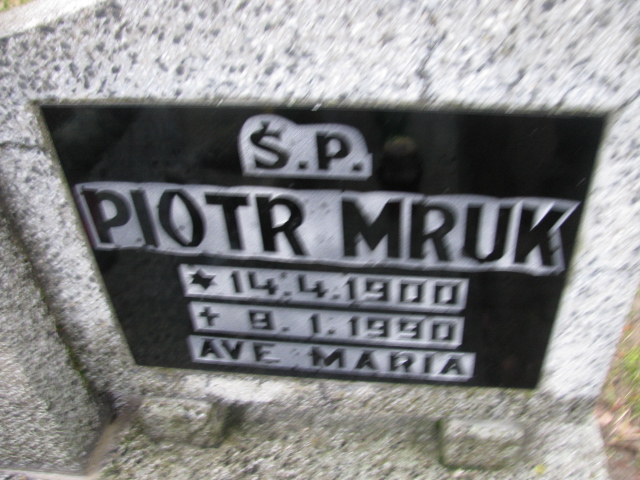 Ś.P.
PIOTR MRUK
* 14.4.1900
† 9.1.1990
AVE MARIA